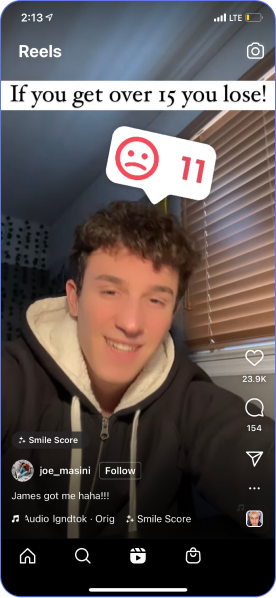 2:13
LTE
Reels
If you get over 15 you lose!
11
23.9K
154
Smile Score
joe_masini
Follow
James got me haha!!!
Audio lgndtok · Orig
Smile Score